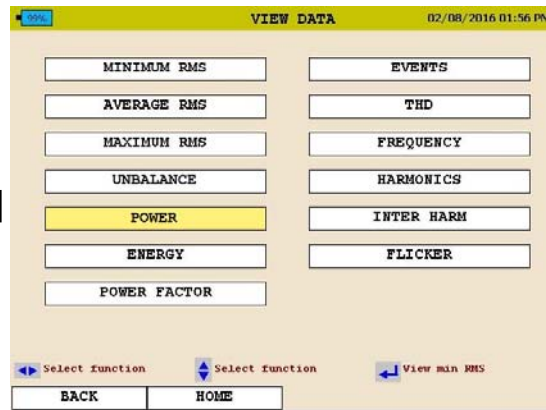 99% VIEW DATA 02/08/2016 01:56 PM
MINIMUM RMS EVENTS
AVERAGE RMS THD
MAXIMUM RMS FREQUENCY
UNBALANCE HARMONICS
POWER INTER HARM
ENERGY FLICKER
POWER FACTOR
Select function Select function View min RMS
BACK HOME